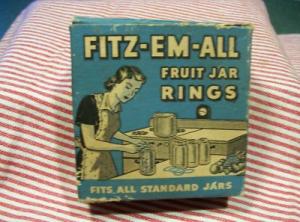 FITZ-EM-ALL
FRUIT JAR
RINGS
FITS ALL STANDARD JARS